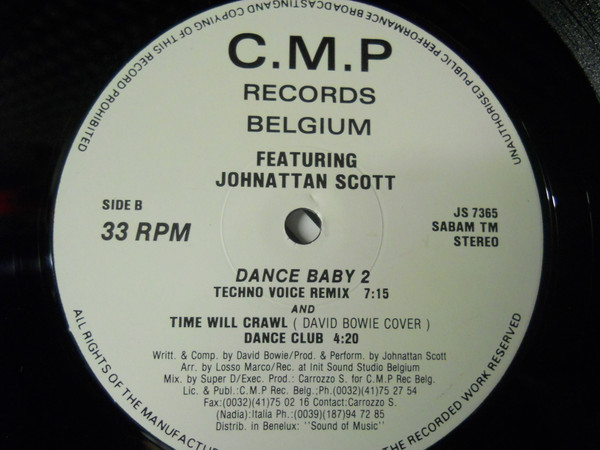 UNAUTHORISED PUBLIC PERFORMANCE BROADCASTING AND COPYING OF THIS RECORD PROHIBITED
C.M.P
RECORDS
BELGIUM
FEATURING
JOHNATTAN SCOTT
SIDE B
33 RPM
JS 7365
SABAM TM
STEREO
DANCE BABY 2
TECHNO VOICE REMIX 7:15
AND
TIME WILL CRAWL ( DAVID BOWIE COVER )
DANCE CLUB 4:20
Writt. & Comp. by David Bowie/Prod. & Perform. by Johnattan Scott
Arr. by Losso Marco/Rec. at Init Sound Studio Belgium
Mix. by Super D/Exec. Prod.: Carrozzo S. for C.M.P Rec Belg.
Lic. & Publ.:C.M.P Rec. Belg.;Ph.(0032)(41)75 27 54
Fax:(0032)(41)75 02 16 Contact:Carrozzo S.
(Nadia):Italia Ph.:(0039)(187)94 72 85
Distrib. in Benelux: "Sound of Music"
ALL RIGHTS OF THE MANUFACTUR
THE RECORDED WORK RESERVED